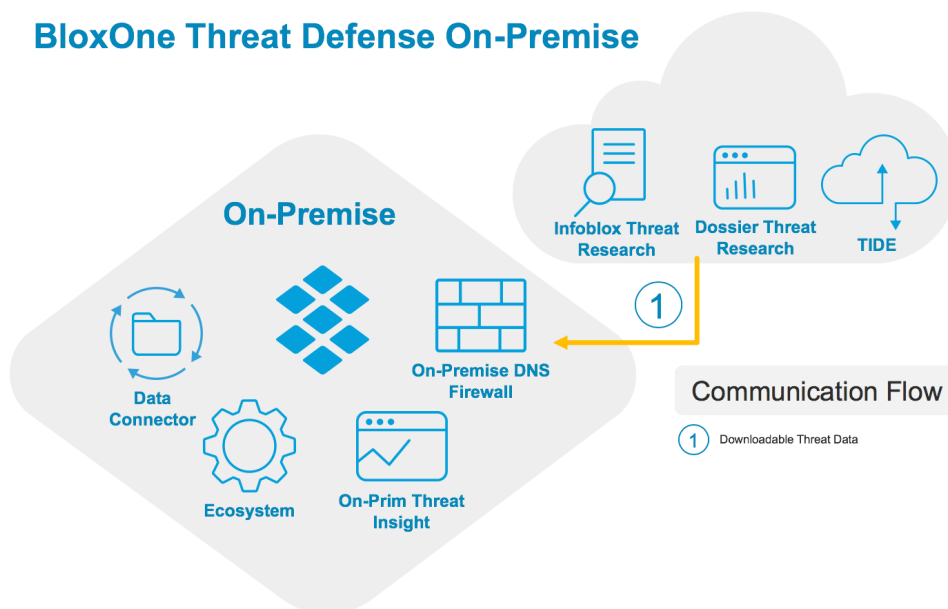 BloxOne Threat Defense On-Premise
On-Premise
Infoblox Threat
Research
Dossier Threat
Research
TIDE
1
On-Premise DNS
Firewall
Data
Connector
Ecosystem
On-Prim Threat
Insight
Communication Flow
1 Downloadable Threat Data